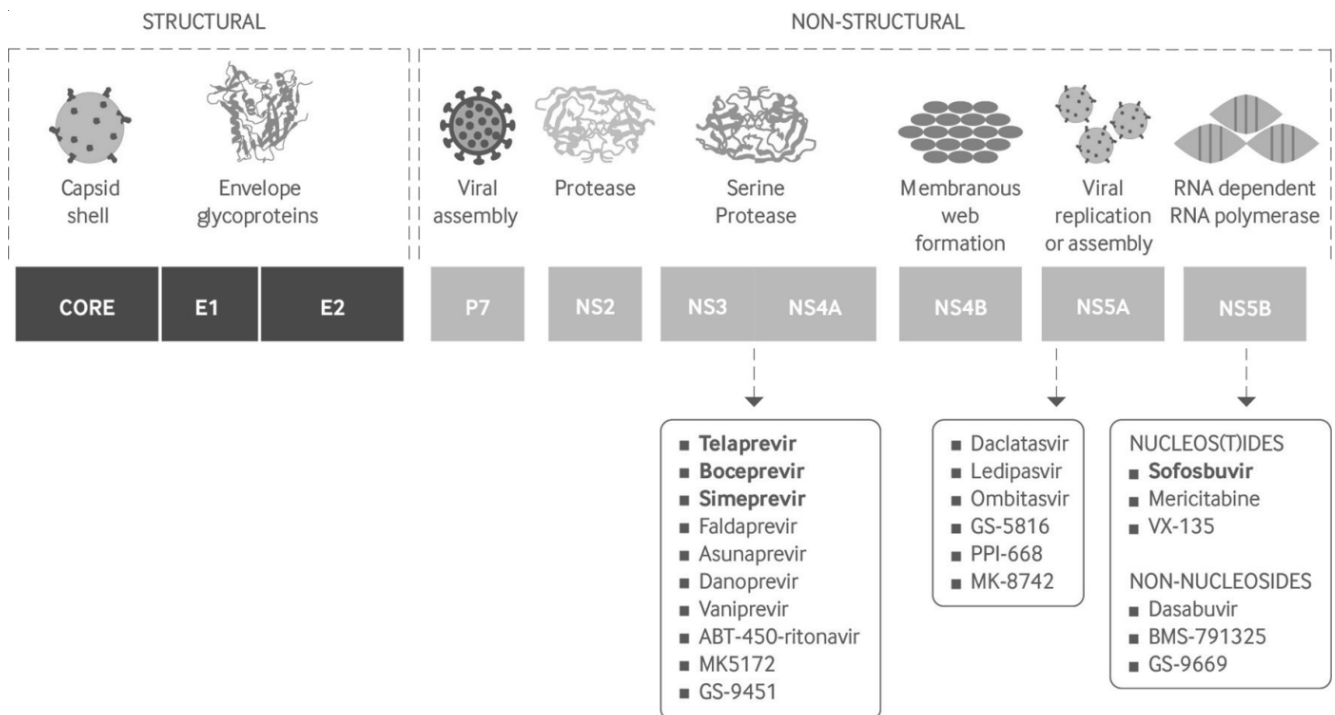 STRUCTURAL
NON-STRUCTURAL
Capsid
shell
Envelope
glycoproteins
Viral
assembly
Protease
Serine
Protease
Membranous
web
formation
Viral
replication
or assembly
RNA dependent
RNA polymerase
CORE
E1
E2
P7
NS2
NS3
NS4A
NS4B
NS5A
NS5B
■ Telaprevir
■ Boceprevir
■ Simeprevir
■ Faldaprevir
■ Asunaprevir
■ Danoprevir
■ Vaniprevir
■ ABT-450-ritonavir
■ MK5172
■ GS-9451
■ Daclatasvir
■ Ledipasvir
■ Ombitasvir
■ GS-5816
■ PPI-668
■ MK-8742
NUCLEOS(T)IDES
■ Sofosbuvir
■ Mericitabine
■ VX-135
NON-NUCLEOSIDES
■ Dasabuvir
■ BMS-791325
■ GS-9669